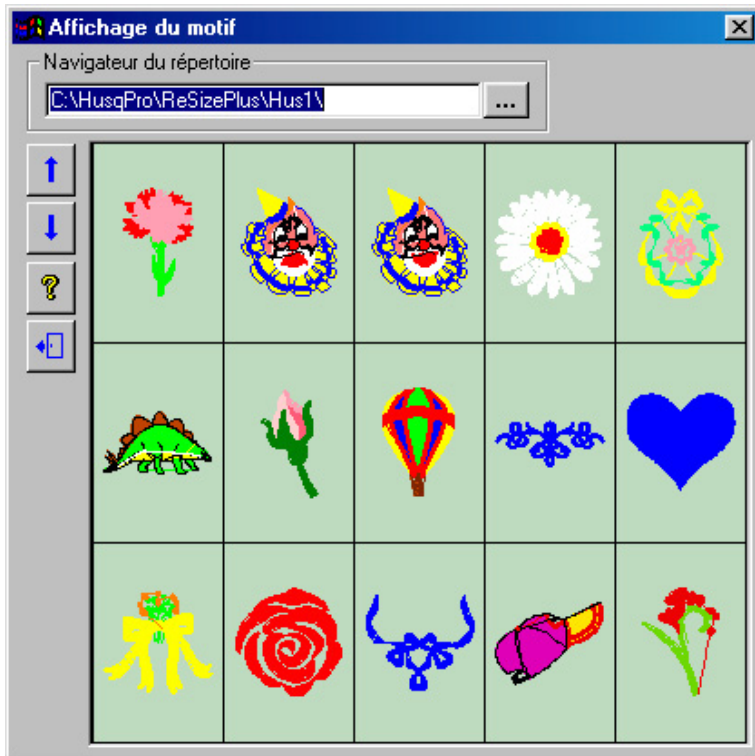 Affichage du motif
Navigateur du répertoire
C:\HusqPro\ReSizePlus\Hus1\
...
?